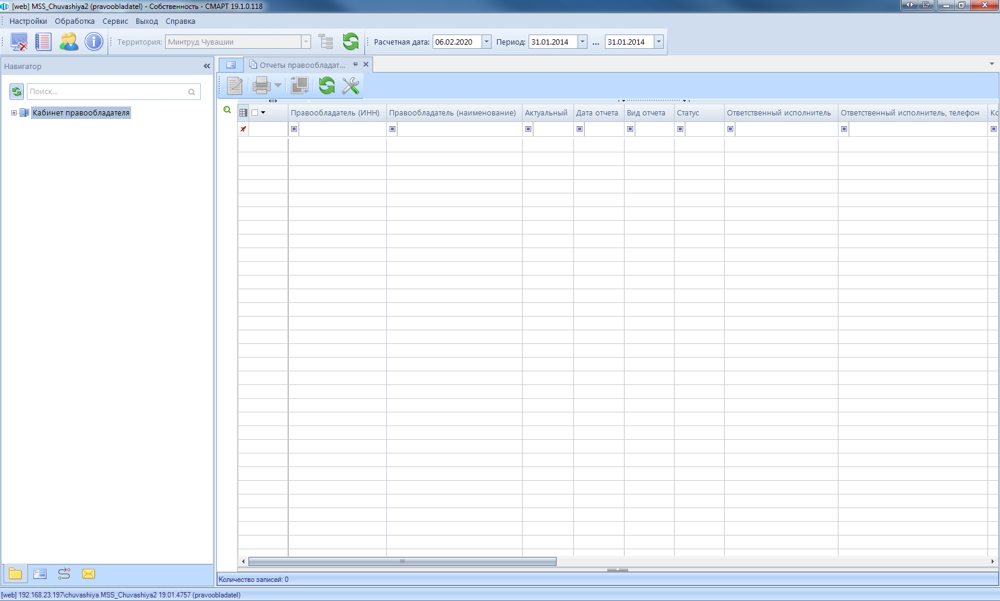 [web] MSS_Chuvashiya2 (pravoobladatel) - Собственность - СМАРТ 19.1.0.118
Настройки Обработка Сервис Выход Справка
Территория: Минтруд Чувашии Расчетная дата: 06.02.2020 Период: 31.01.2014 ... 31.01.2014
Навигатор
Отчеты правообладат...
Поиск...
Кабинет правообладателя
Правообладатель (ИНН) Правообладатель (наименование) Актуальный Дата отчета Вид отчета Статус Ответственный исполнитель Ответственный исполнитель, телефон Кс
Количество записей: 0
[web] 192.168.23.197\chuvashiya.MSS_Chuvashiya2 19.01.4757 (pravoobladatel)